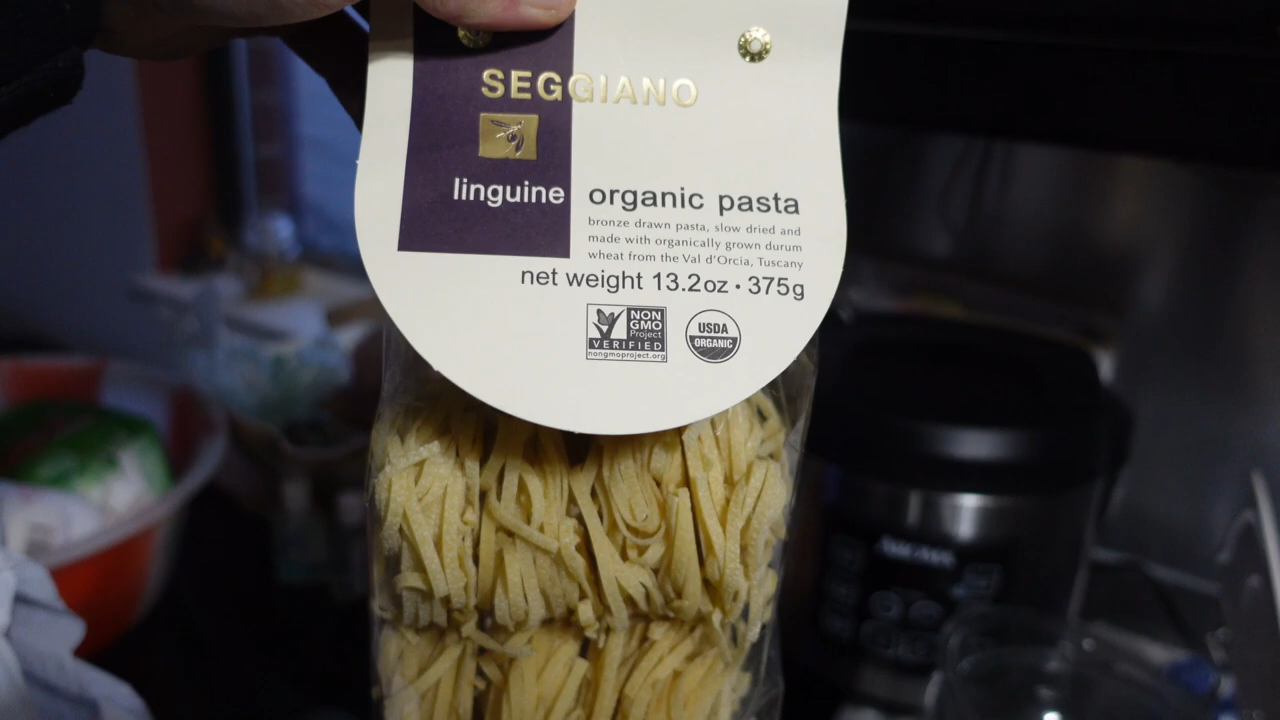 SEGGIANO
linguine organic pasta
bronze drawn pasta, slow dried and
made with organically grown durum
wheat from the Val d'Orcia, Tuscany
net weight 13.2oz • 375g
NON
GMO
Project
VERIFIED
nongmoproject.org
USDA
ORGANIC